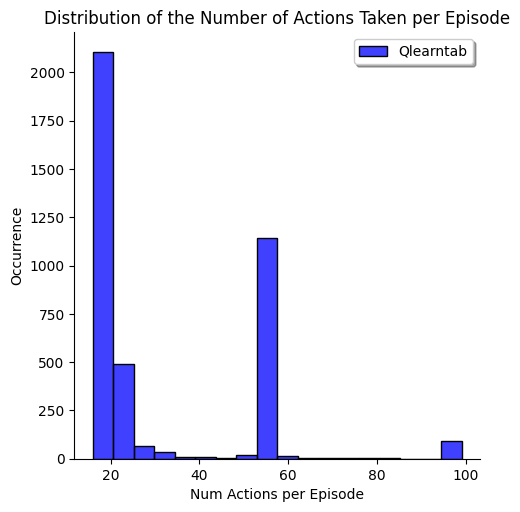 Distribution of the Number of Actions Taken per Episode
Qlearntab
2000
1750
1500
1250
1000
750
500
250
0
Occurrence
20 40 60 80 100
Num Actions per Episode